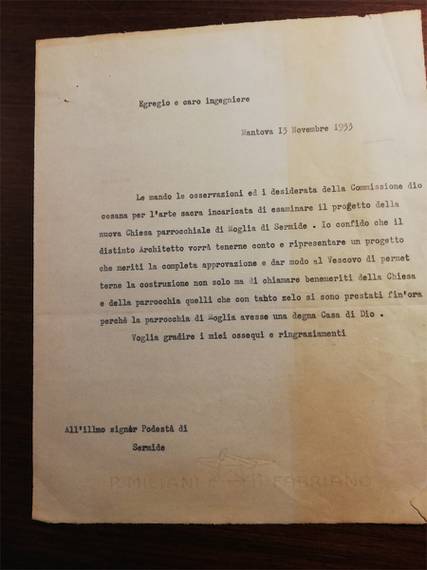 Egregio e caro ingegniere
Mantova 13 Novembre 1933
Le mando le osservazioni ed i desiderata della Commissione dio
cesana per l'arte sacra incaricata di esaminare il progetto della
nuova Chiesa parrocchiale di Moglia di Sermide . Io confido che il
distinto Architetto vorrà tenerne conto e ripresentare un progetto
che meriti la completa approvazione e dar modo al Vescovo di permet
terne la costruzione non solo ma di chiamare benemeriti della Chiesa
e della parrocchia quelli che con tanto zelo si sono prestati fin'ora
perchè la parrocchia di Moglia avesse una degna Casa di Dio .
Voglia gradire i miei ossequi e ringraziamenti
All'illmo signor Podestà di
Sermide
P. MILIANI FABRIANO